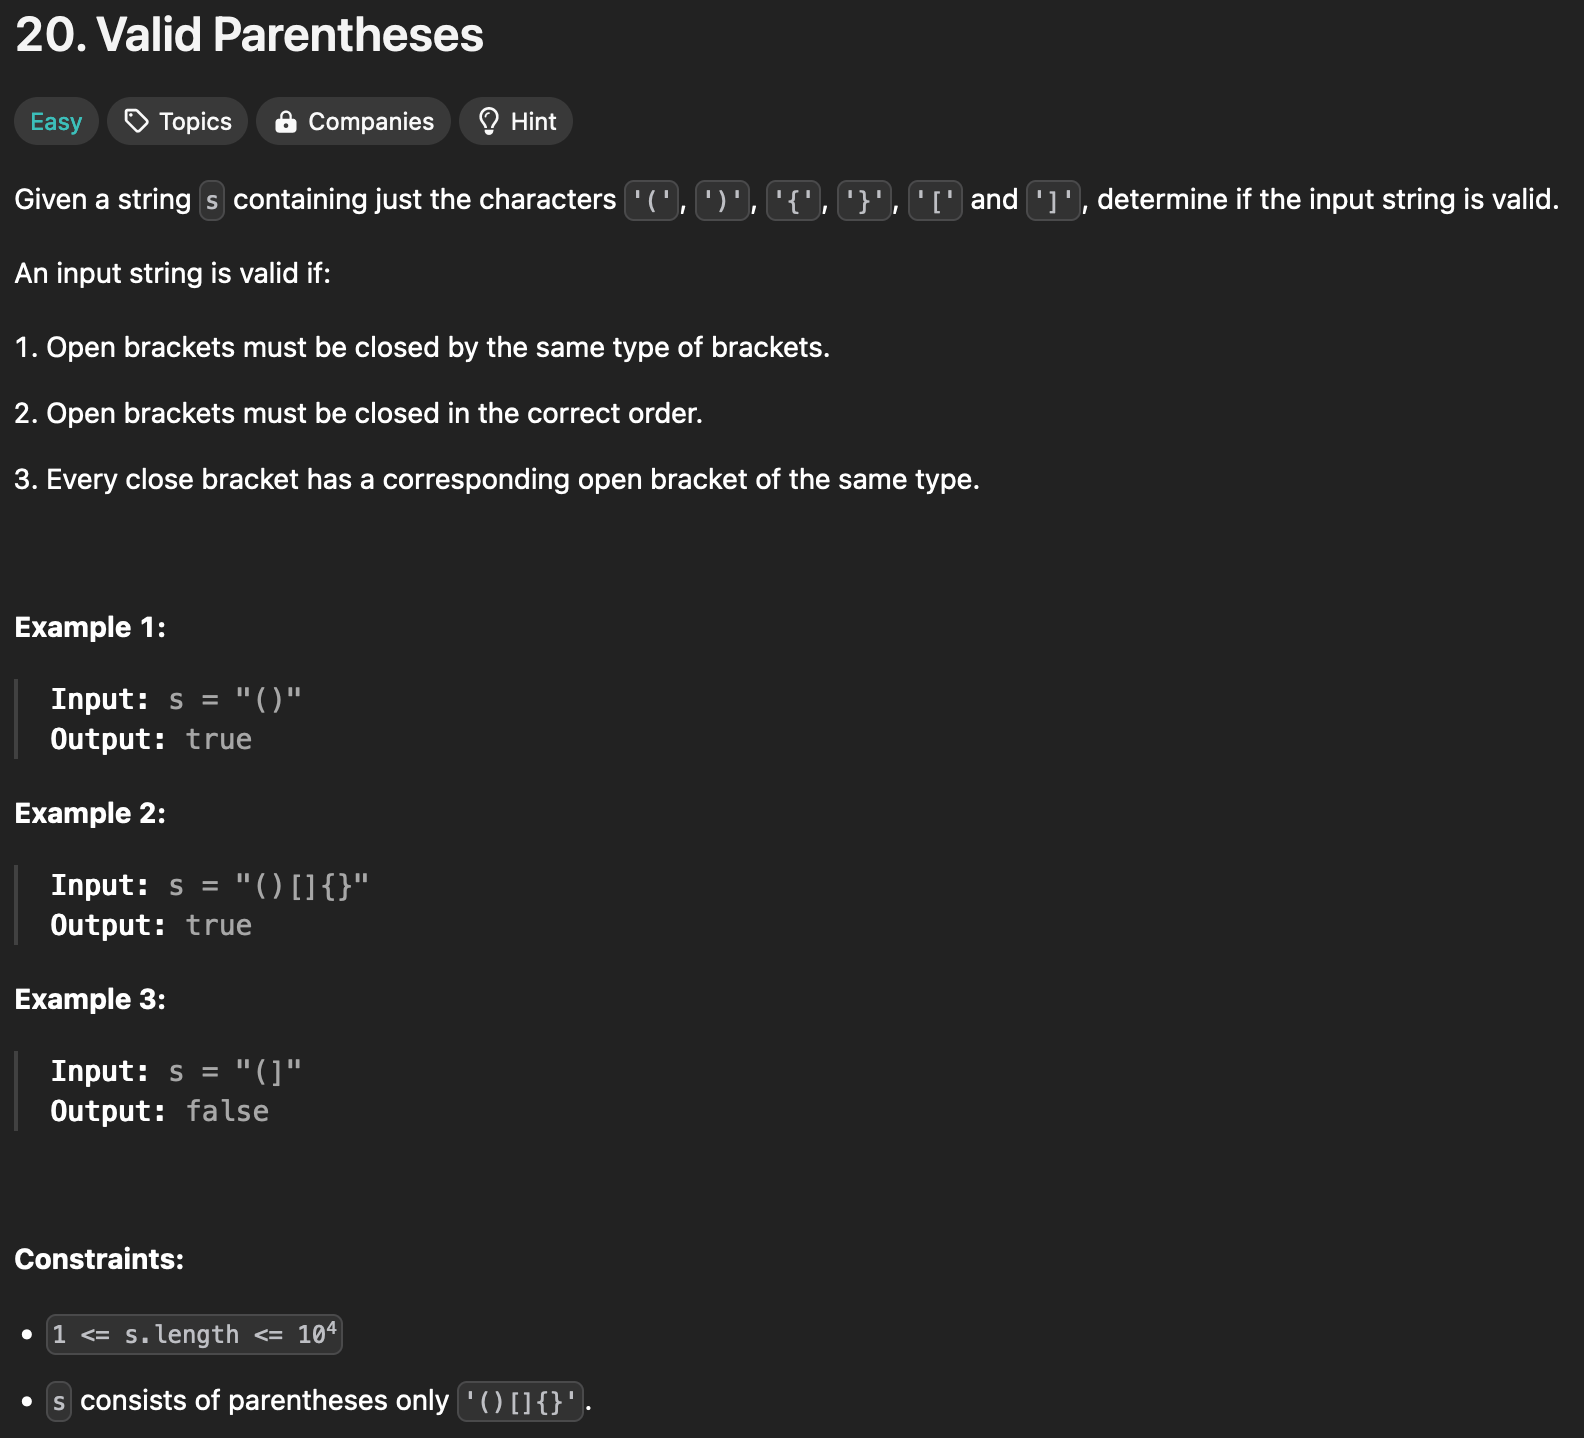 20. Valid Parentheses
Easy Topics Companies Hint
Given a string s containing just the characters '(', ')', '{', '}', '[' and ']', determine if the input string is valid.
An input string is valid if:
1. Open brackets must be closed by the same type of brackets.
2. Open brackets must be closed in the correct order.
3. Every close bracket has a corresponding open bracket of the same type.
Example 1:
Input: s = "()"
Output: true
Example 2:
Input: s = "()[]{}"
Output: true
Example 3:
Input: s = "(]"
Output: false
Constraints:
• 1 <= s.length <= 10⁴
• s consists of parentheses only '()[]{}'.